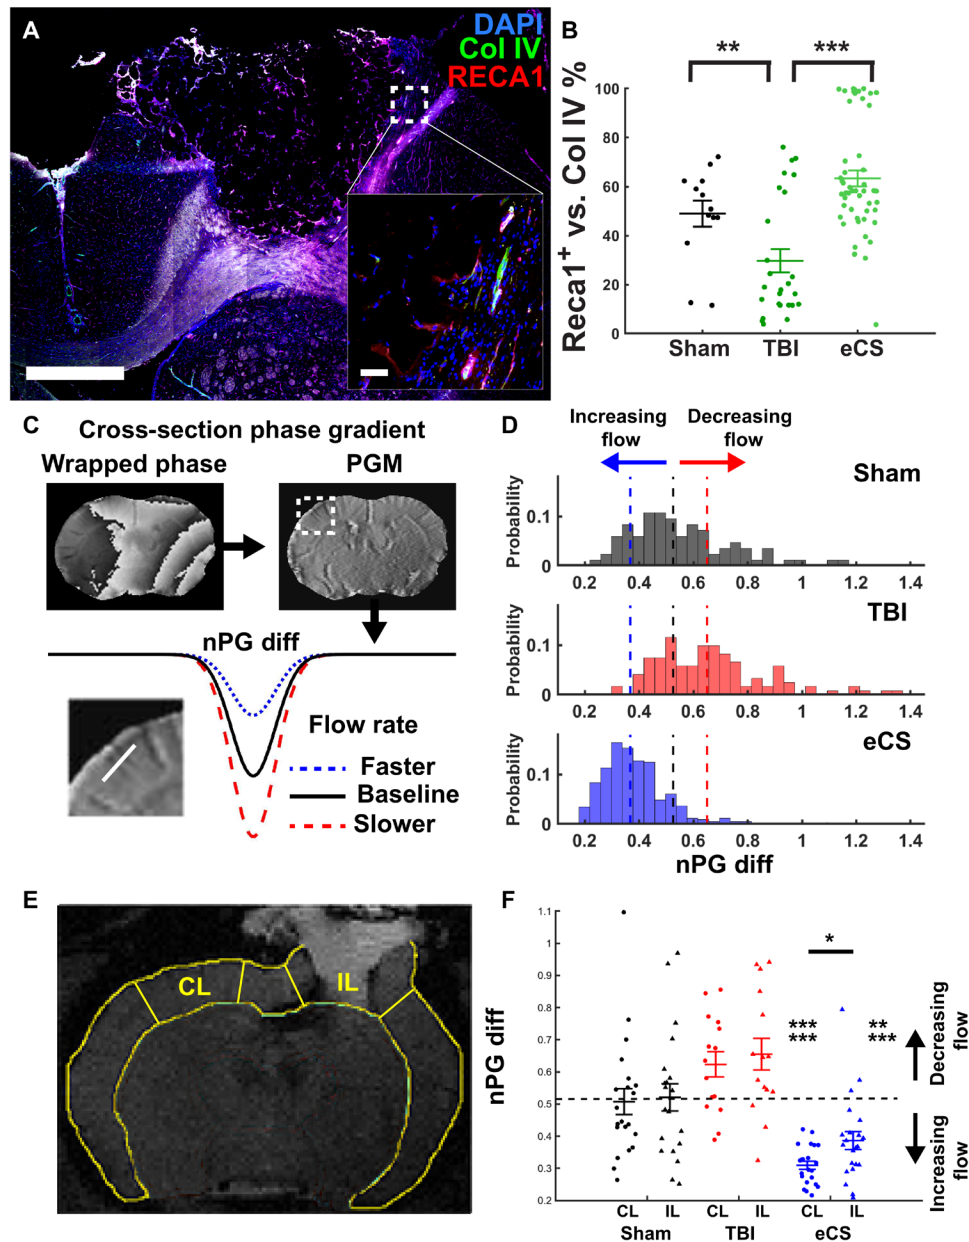 A
DAPI
Col IV
RECA1
B
** ***
Reca1+ vs. Col IV %
100
80
60
40
20
0
Sham TBI eCS
C
Cross-section phase gradient
Wrapped phase PGM
nPG diff
Flow rate
Faster
Baseline
Slower
D
Increasing
flow
Decreasing
flow
Sham
Probability
0.1
0
0.2 0.4 0.6 0.8 1 1.2 1.4
TBI
Probability
0.1
0
0.2 0.4 0.6 0.8 1 1.2 1.4
eCS
Probability
0.1
0
0.2 0.4 0.6 0.8 1 1.2 1.4
nPG diff
E
CL
IL
F
nPG diff
1.1
1
0.9
0.8
0.7
0.6
0.5
0.4
0.3
0.2
*
*** **
*** ***
Decreasing
flow
Increasing
flow
CL IL CL IL CL IL
Sham TBI eCS